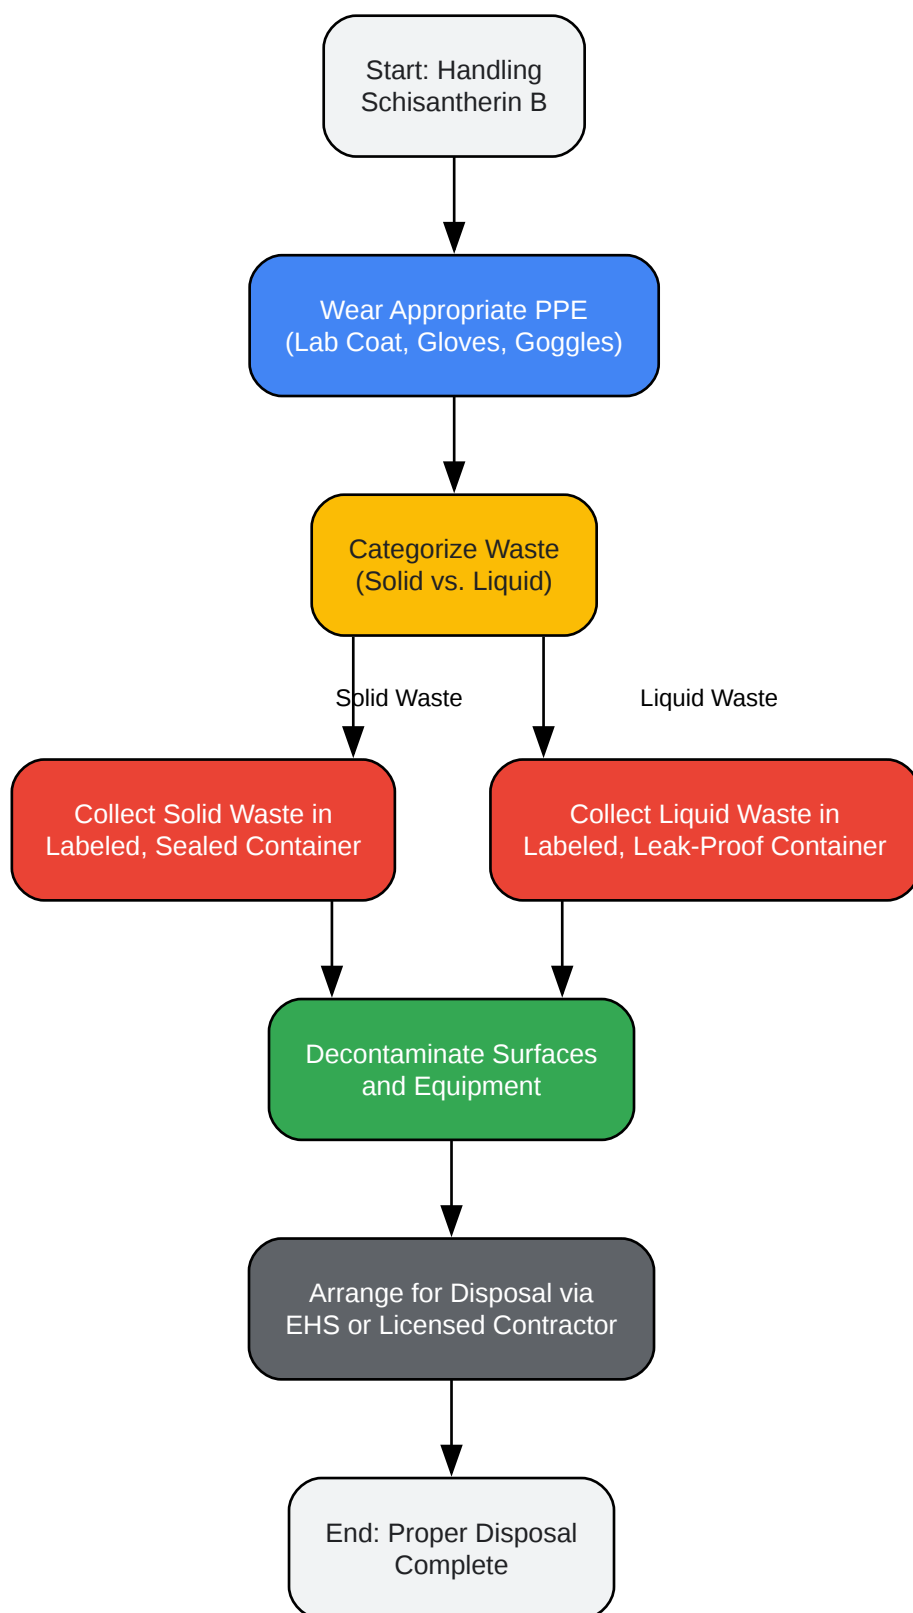 Start: Handling
Schisantherin B
Wear Appropriate PPE
(Lab Coat, Gloves, Goggles)
Categorize Waste
(Solid vs. Liquid)
Solid Waste
Liquid Waste
Collect Solid Waste in
Labeled, Sealed Container
Collect Liquid Waste in
Labeled, Leak-Proof Container
Decontaminate Surfaces
and Equipment
Arrange for Disposal via
EHS or Licensed Contractor
End: Proper Disposal
Complete